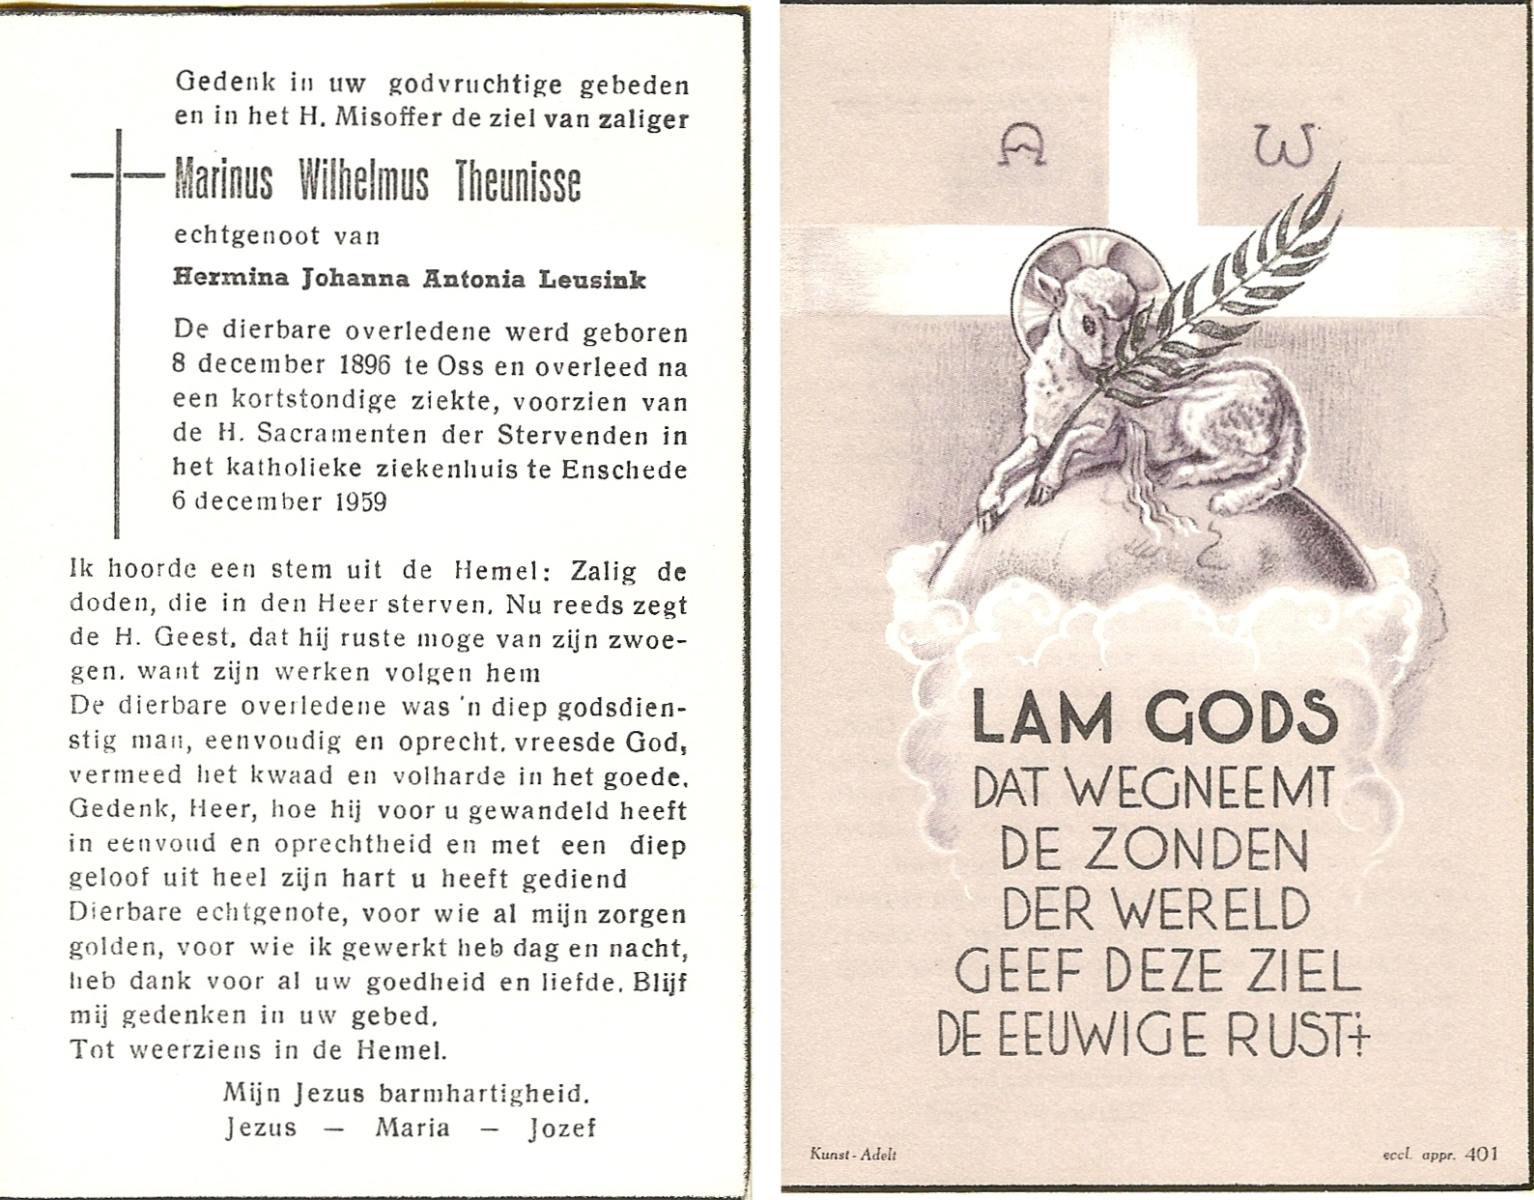 Gedenk in uw godvruchtige gebeden
en in het H. Misoffer de ziel van zaliger
Marinus Wilhelmus Theunisse
echtgenoot van
Hermina Johanna Antonia Leusink
De dierbare overledene werd geboren
8 december 1896 te Oss en overleed na
een kortstondige ziekte, voorzien van
de H. Sacramenten der Stervenden in
het katholieke ziekenhuis te Enschede
6 december 1959
Ik hoorde een stem uit de Hemel: Zalig de
doden, die in den Heer sterven. Nu reeds zegt
de H. Geest, dat hij ruste moge van zijn zwoe-
gen. want zijn werken volgen hem
De dierbare overledene was 'n diep godsdien-
stig man, eenvoudig en oprecht. vreesde God,
vermeed het kwaad en volharde in het goede.
Gedenk, Heer, hoe hij voor u gewandeld heeft
in eenvoud en oprechtheid en met een diep
geloof uit heel zijn hart u heeft gediend
Dierbare echtgenote, voor wie al mijn zorgen
golden, voor wie ik gewerkt heb dag en nacht,
heb dank voor al uw goedheid en liefde. Blijf
mij gedenken in uw gebed.
Tot weerziens in de Hemel.
Mijn Jezus barmhartigheid.
Jezus — Maria — Jozef
A ω
LAM GODS
DAT WEGNEEMT
DE ZONDEN
DER WERELD
GEEF DEZE ZIEL
DE EEUWIGE RUST†
Kunst-Adelt
eccl. appr. 401